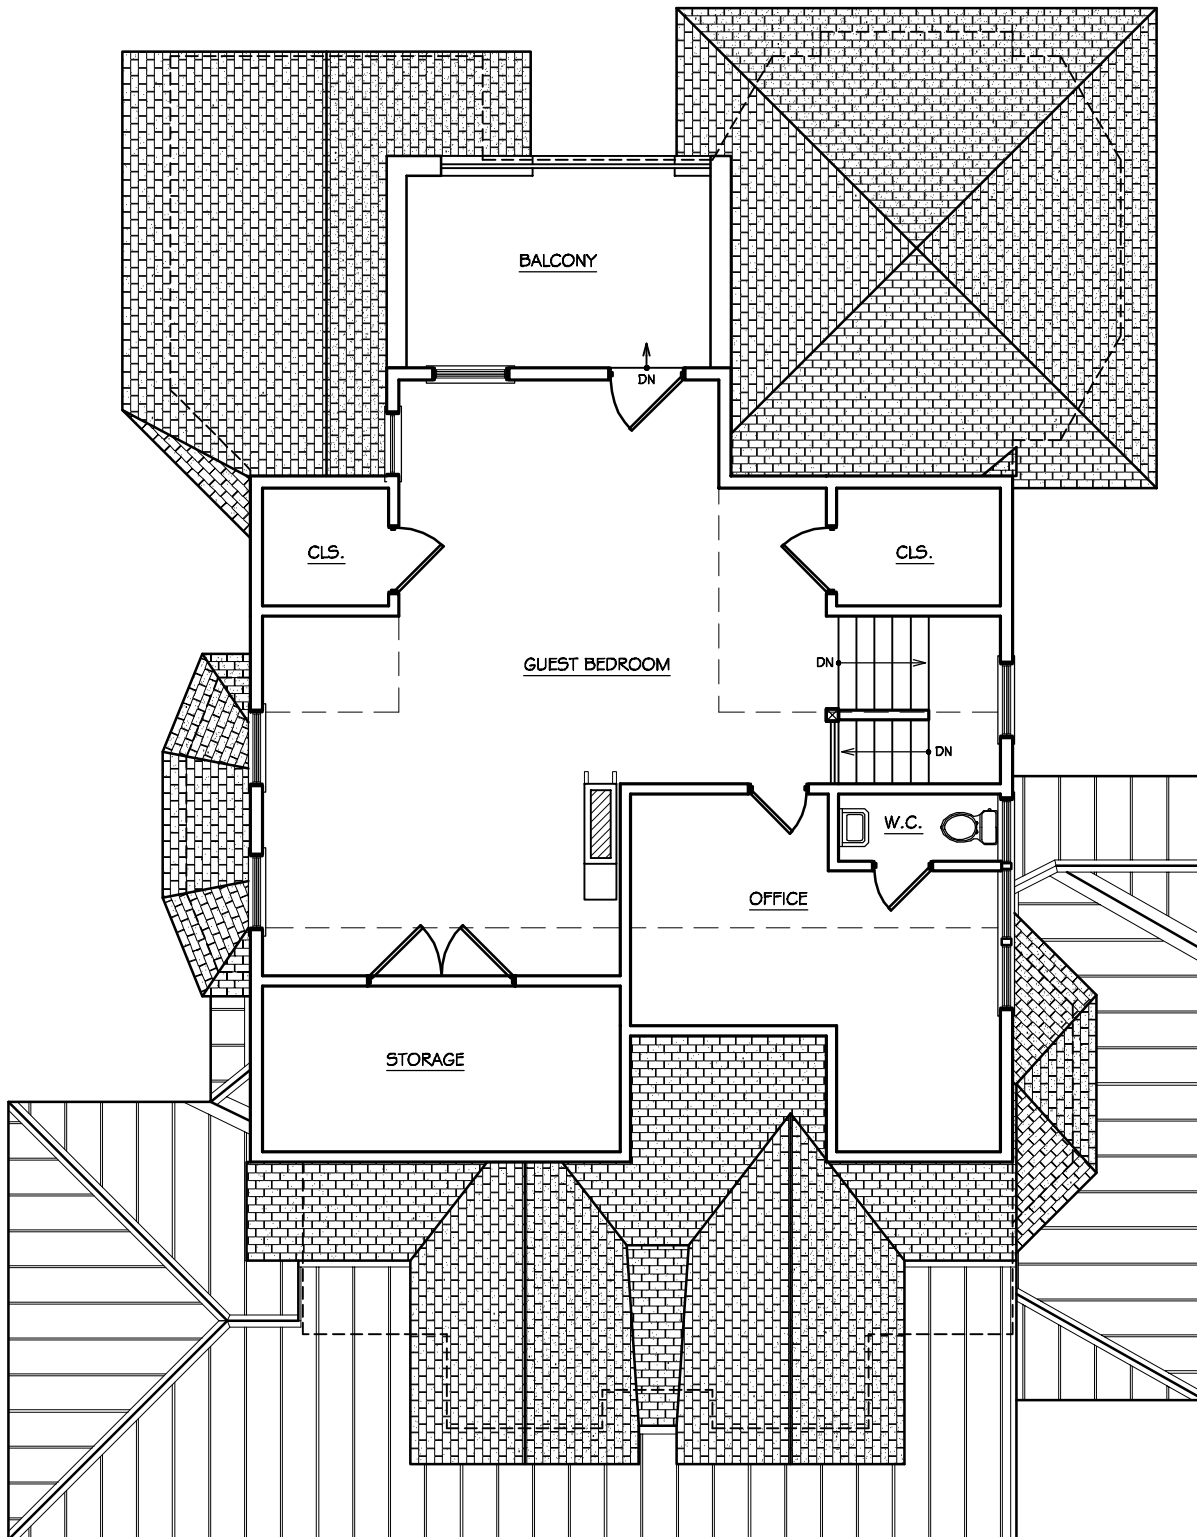 BALCONY
DN
CLS.
CLS.
GUEST BEDROOM
DN
DN
W.C.
OFFICE
STORAGE